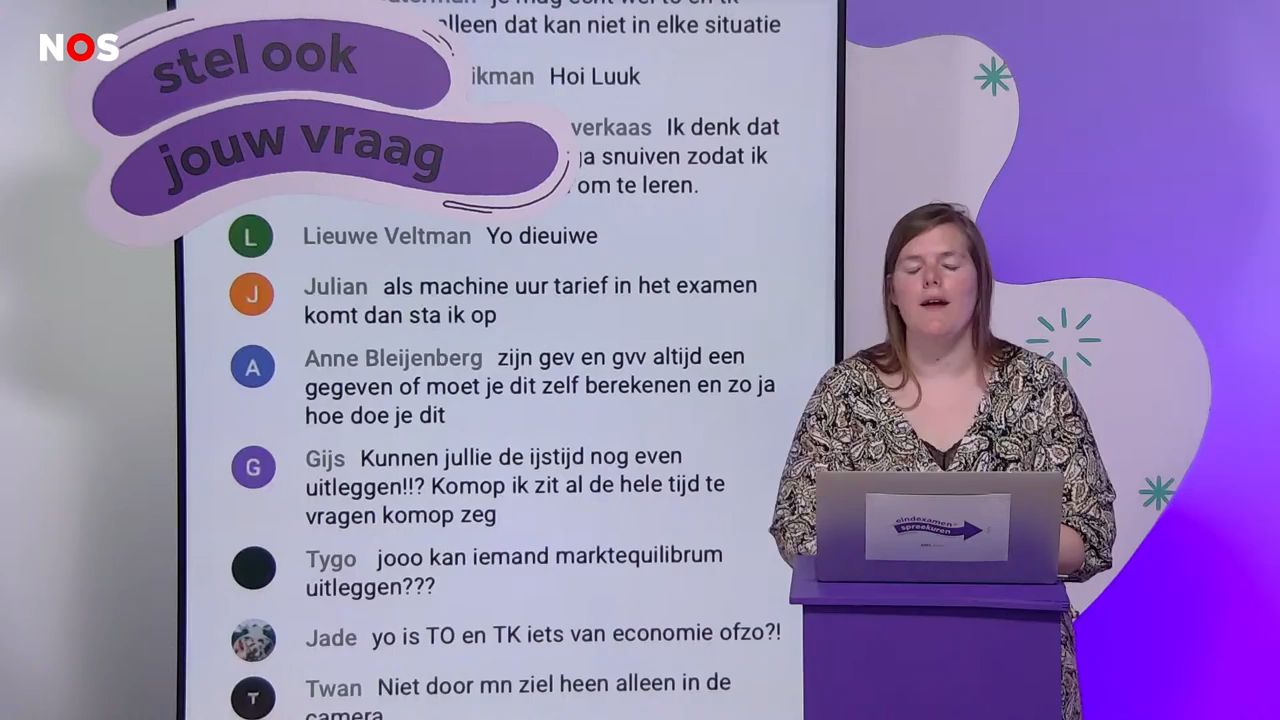 NOS
stel ook
jouw vraag
alleen dat kan niet in elke situatie
Hoi Luuk
verkaas Ik denk dat
snuiven zodat ik
om te leren.
L Lieuwe Veltman Yo dieuiwe
J Julian als machine uur tarief in het examen
komt dan sta ik op
A Anne Bleijenberg zijn gev en gvv altijd een
gegeven of moet je dit zelf berekenen en zo ja
hoe doe je dit
G Gijs Kunnen jullie de ijstijd nog even
uitleggen!!? Komop ik zit al de hele tijd te
vragen komop zeg
Tygo jooo kan iemand marktequilibrum
uitleggen???
Jade yo is TO en TK iets van economie ofzo?!
T Twan Niet door mn ziel heen alleen in de
camera
eindexamen-
spreekuren